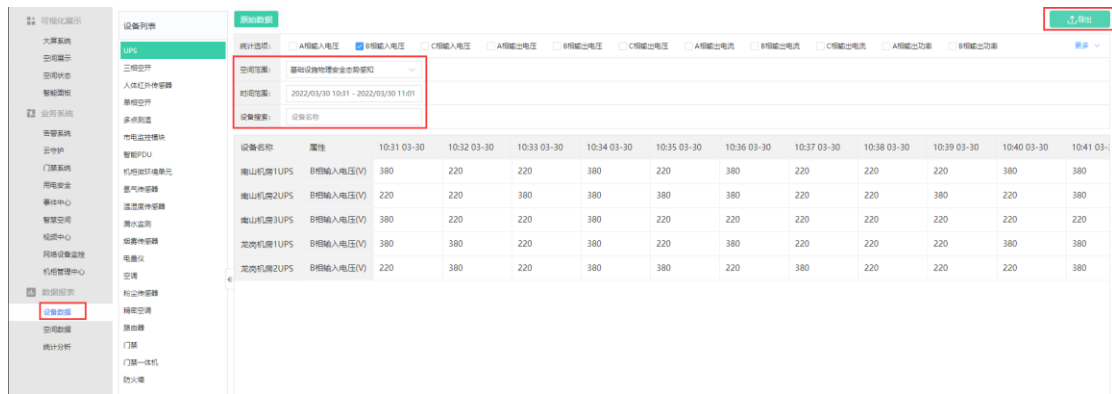 可视化展示
大屏系统
空间展示
空间状态
智能面板
业务系统
告警系统
云守护
门禁系统
用电安全
事件中心
智慧空间
视频中心
网络设备监控
机柜管理中心
数据报表
设备数据
空间数据
统计分析
设备列表
UPS
三相空开
人体红外传感器
单相空开
多点测温
市电监控模块
智能PDU
机柜微环境单元
氢气传感器
温湿度传感器
漏水监测
烟雾传感器
电量仪
空调
粉尘传感器
精密空调
路由器
门禁
门禁一体机
防火墙
原始数据 导出
统计选项: A相输入电压 B相输入电压 C相输入电压 A相输出电压 B相输出电压 C相输出电压 A相输出电流 B相输出电流 C相输出电流 A相输出功率 B相输出功率 更多
空间范围: 基础设施物理安全态势感知
时间范围: 2022/03/30 10:31 - 2022/03/30 11:01
设备搜索: 设备名称
设备名称 属性 10:31 03-30 10:32 03-30 10:33 03-30 10:34 03-30 10:35 03-30 10:36 03-30 10:37 03-30 10:38 03-30 10:39 03-30 10:40 03-30 10:41 03-
南山机房1UPS B相输入电压(V) 380 220 220 380 220 380 220 220 220 380 380
南山机房2UPS B相输入电压(V) 220 220 380 380 380 220 220 220 380 220 380
南山机房3UPS B相输入电压(V) 380 220 220 380 220 220 220 220 220 220 220
龙岗机房1UPS B相输入电压(V) 380 380 220 220 220 380 220 220 220 380 380
龙岗机房2UPS B相输入电压(V) 220 380 220 380 380 220 380 220 220 220 380